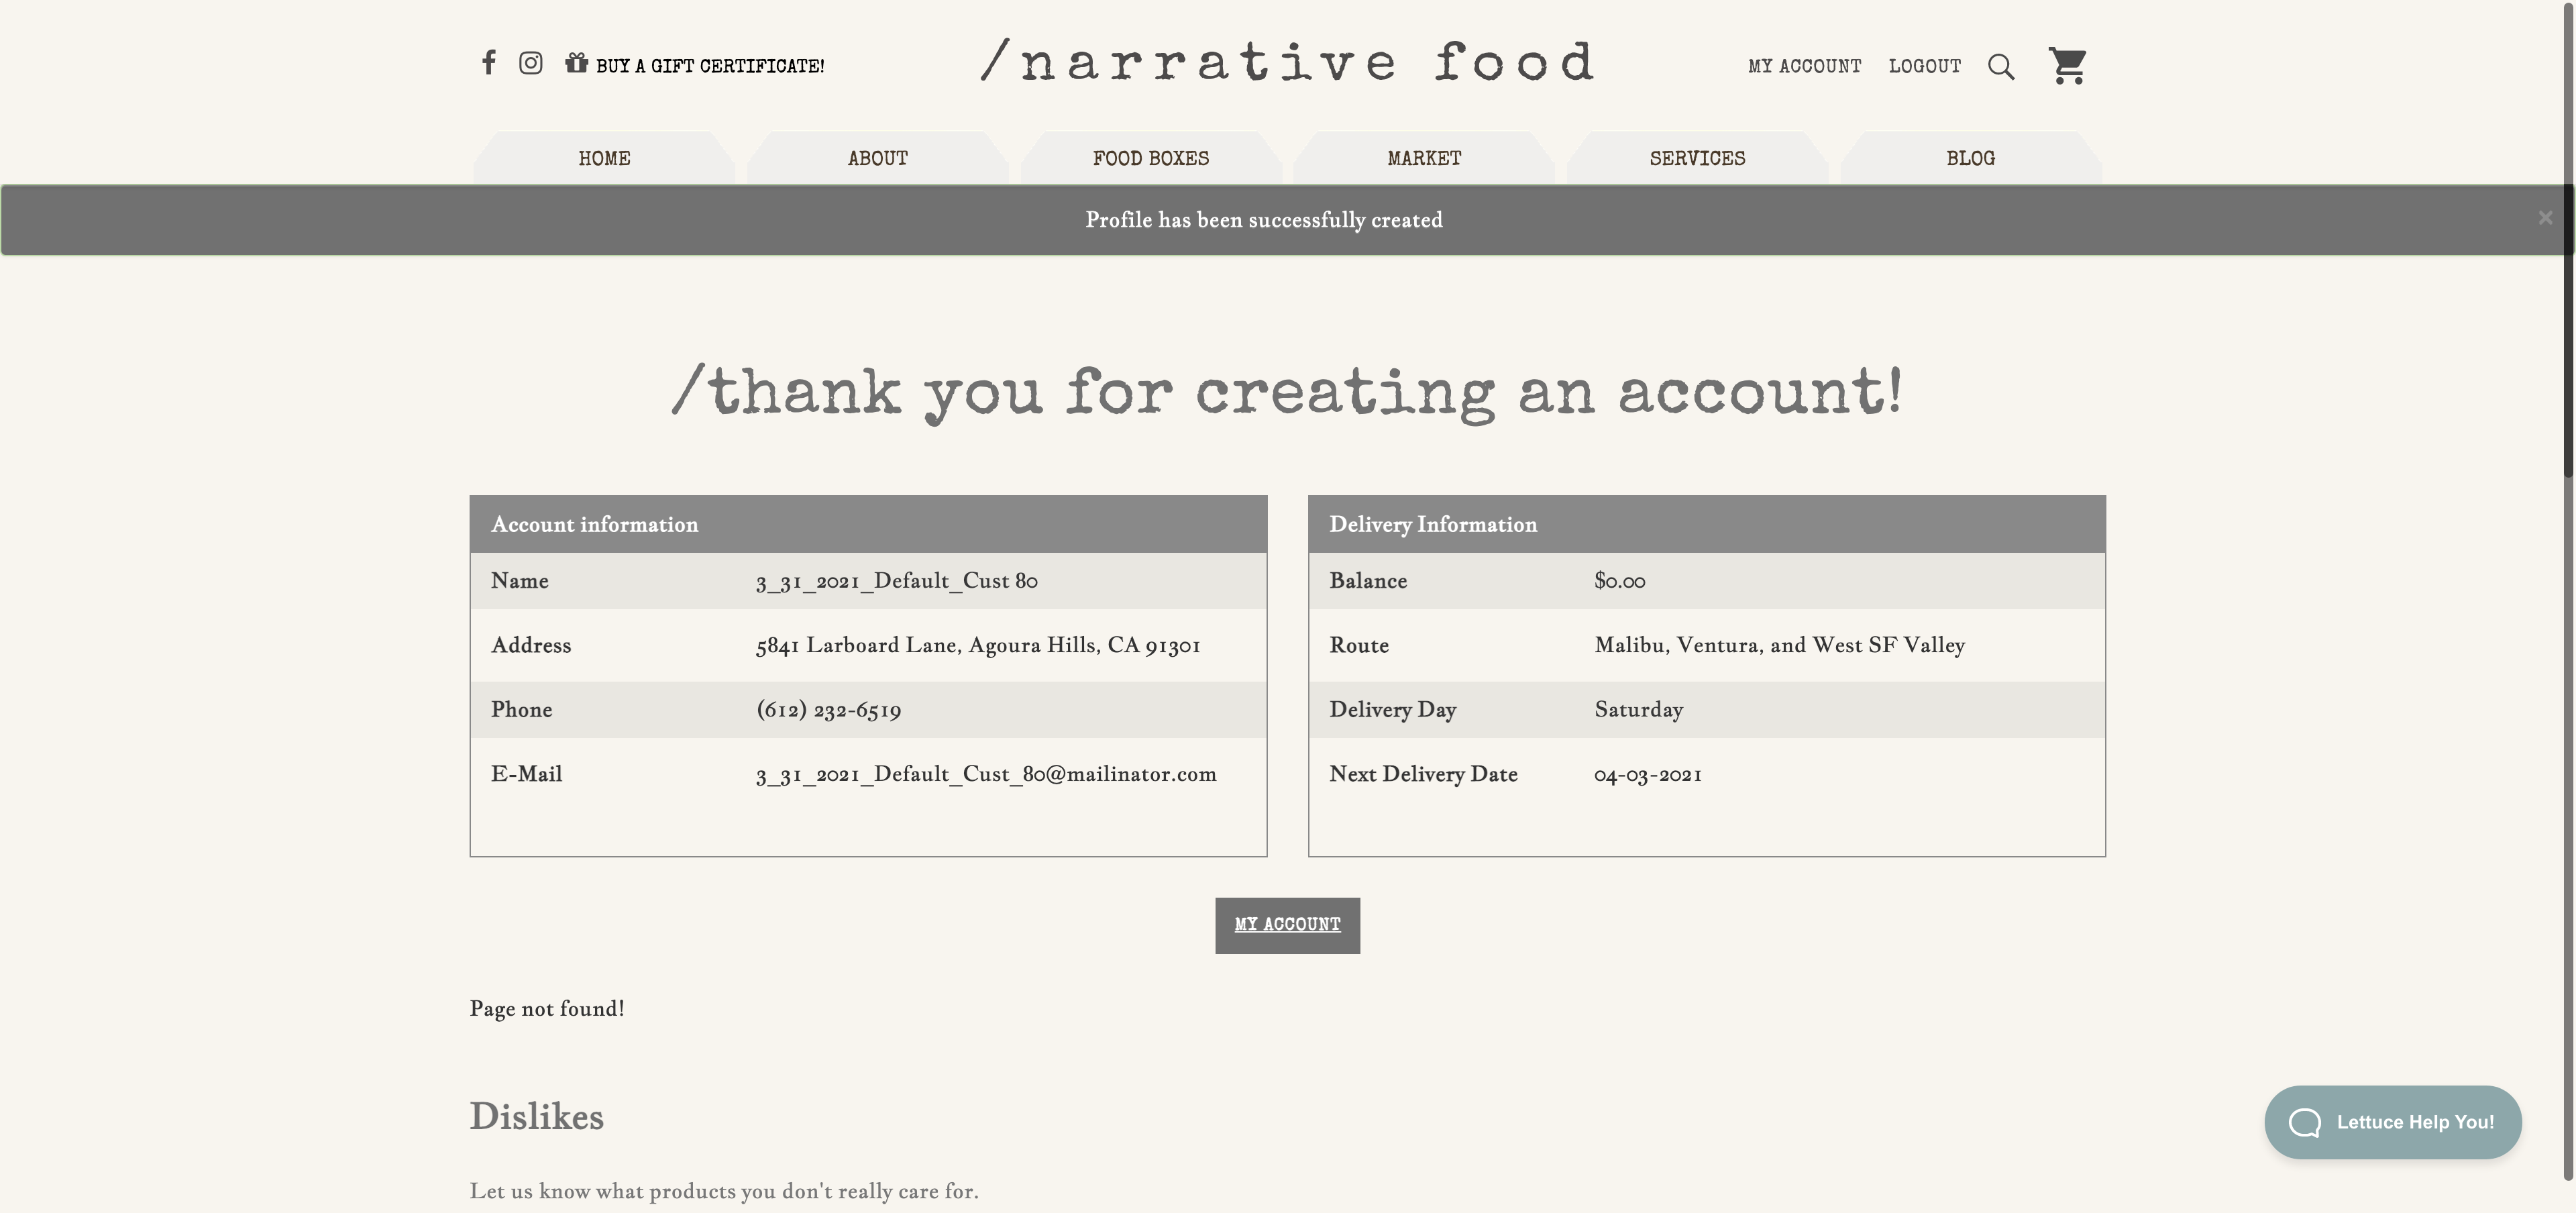 BUY A GIFT CERTIFICATE!
/narrative food
MY ACCOUNT LOGOUT
HOME ABOUT FOOD BOXES MARKET SERVICES BLOG
Profile has been successfully created ×
/thank you for creating an account!
Account information
Name 3_31_2021_Default_Cust 80
Address 5841 Larboard Lane, Agoura Hills, CA 91301
Phone (612) 232-6519
E-Mail 3_31_2021_Default_Cust_80@mailinator.com
Delivery Information
Balance $0.00
Route Malibu, Ventura, and West SF Valley
Delivery Day Saturday
Next Delivery Date 04-03-2021
MY ACCOUNT
Page not found!
Dislikes
Lettuce Help You!
Let us know what products you don't really care for.